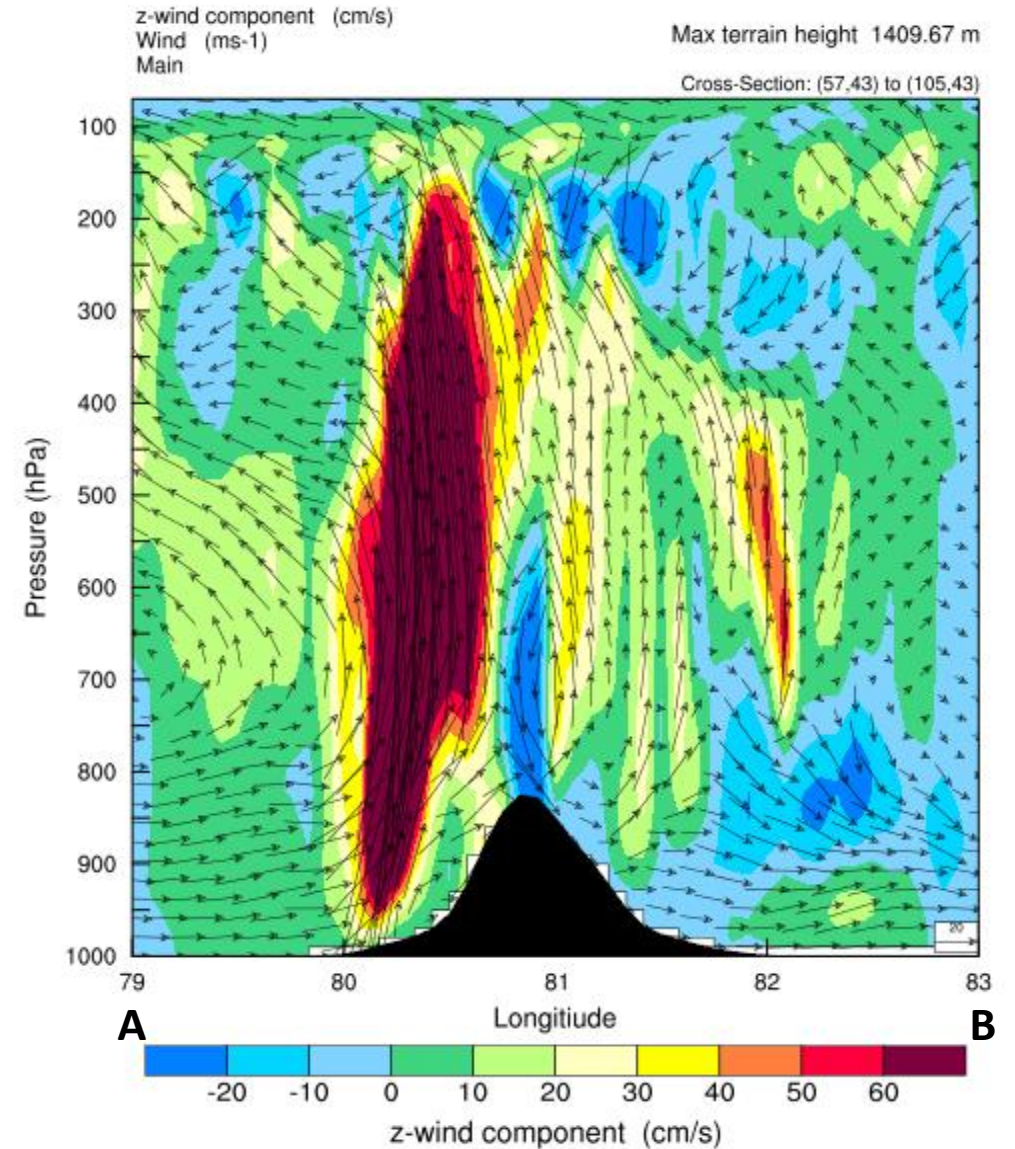 z-wind component (cm/s)
Wind (ms-1)
Main
Max terrain height 1409.67 m
Cross-Section: (57,43) to (105,43)
100
200
300
400
500
600
700
800
900
1000
Pressure (hPa)
20
79 80 81 82 83
Longitiude
A B
-20 -10 0 10 20 30 40 50 60
z-wind component (cm/s)